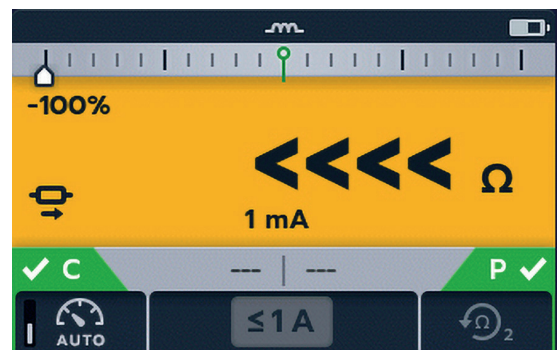 -100%
<<<< Ω
1 mA
✓ C --- | --- P ✓
AUTO
≤1A
Ω 2